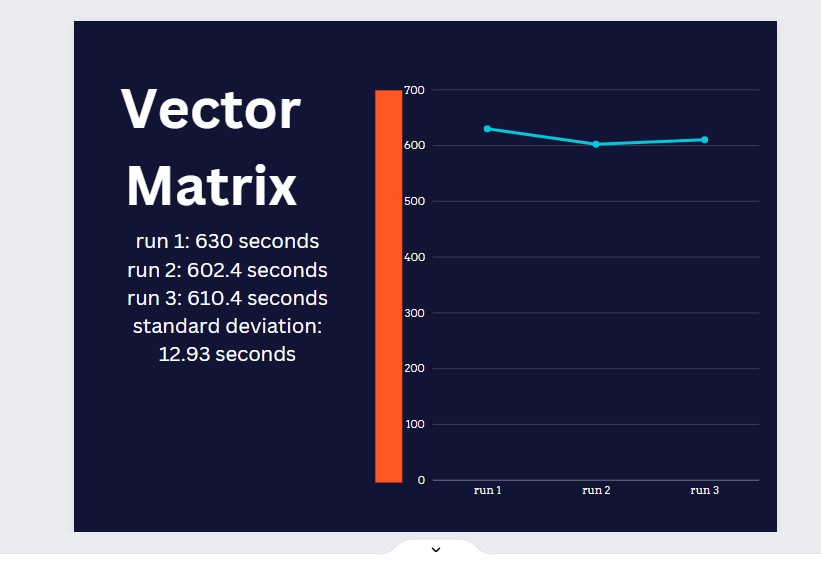 Vector
Matrix
run 1: 630 seconds
run 2: 602.4 seconds
run 3: 610.4 seconds
standard deviation:
12.93 seconds
700
600
500
400
300
200
100
0
run 1 run 2 run 3